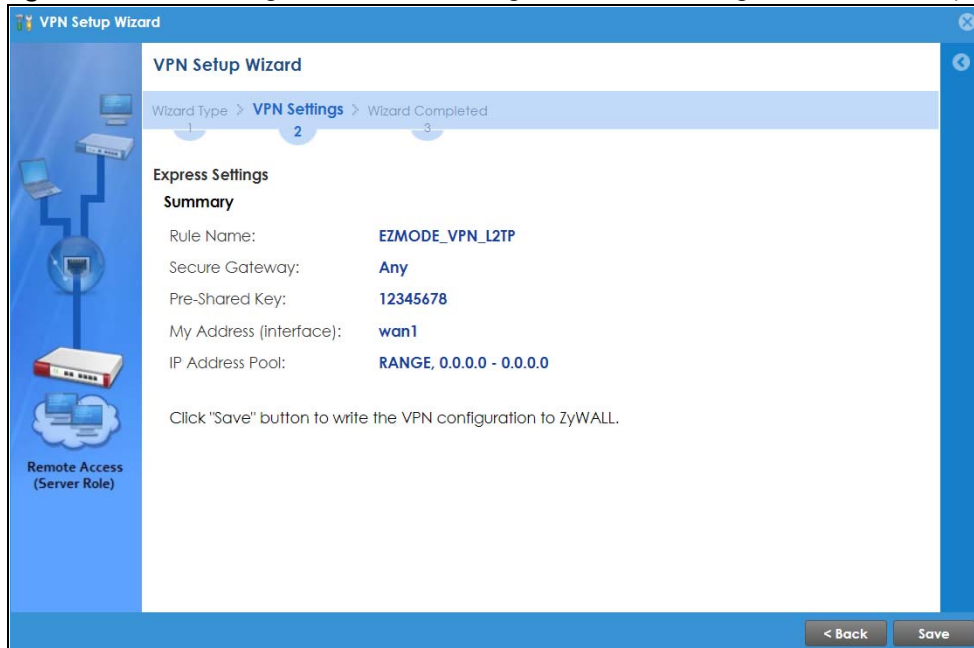 VPN Setup Wizard
VPN Setup Wizard
Wizard Type > VPN Settings > Wizard Completed
1 2 3
Express Settings
Summary
Rule Name: EZMODE_VPN_L2TP
Secure Gateway: Any
Pre-Shared Key: 12345678
My Address (interface): wan1
IP Address Pool: RANGE, 0.0.0.0 - 0.0.0.0
Click "Save" button to write the VPN configuration to ZyWALL.
Remote Access
(Server Role)
< Back Save